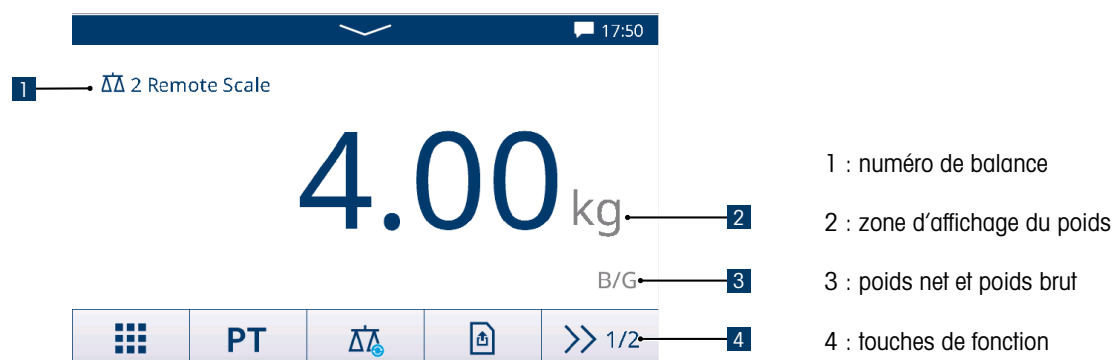 17:50
1
2 Remote Scale
4.00 kg
2
B/G
3
PT
1/2
4
1 : numéro de balance
2 : zone d’affichage du poids
3 : poids net et poids brut
4 : touches de fonction